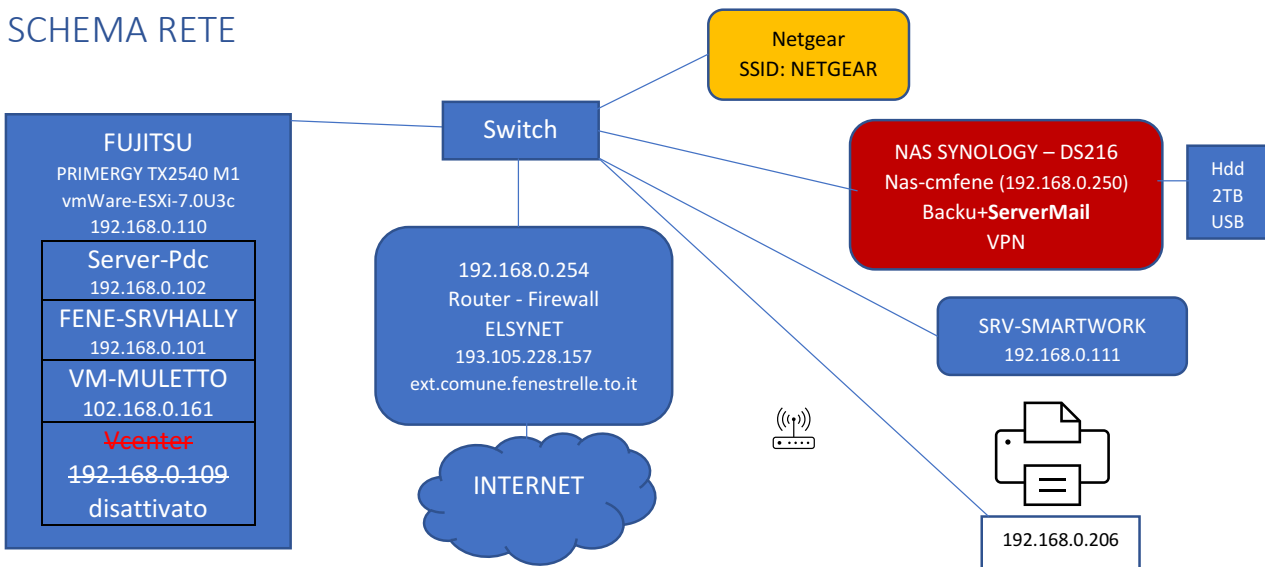 SCHEMA RETE
Netgear
SSID: NETGEAR
Switch
FUJITSU
PRIMERGY TX2540 M1
vmWare-ESXi-7.0U3c
192.168.0.110
Server-Pdc
192.168.0.102
FENE-SRVHALLY
192.168.0.101
VM-MULETTO
102.168.0.161
Vcenter
192.168.0.109
disattivato
192.168.0.254
Router - Firewall
ELSYNET
193.105.228.157
ext.comune.fenestrelle.to.it
INTERNET
NAS SYNOLOGY – DS216
Nas-cmfene (192.168.0.250)
Backu+ServerMail
VPN
Hdd
2TB
USB
SRV-SMARTWORK
192.168.0.111
192.168.0.206